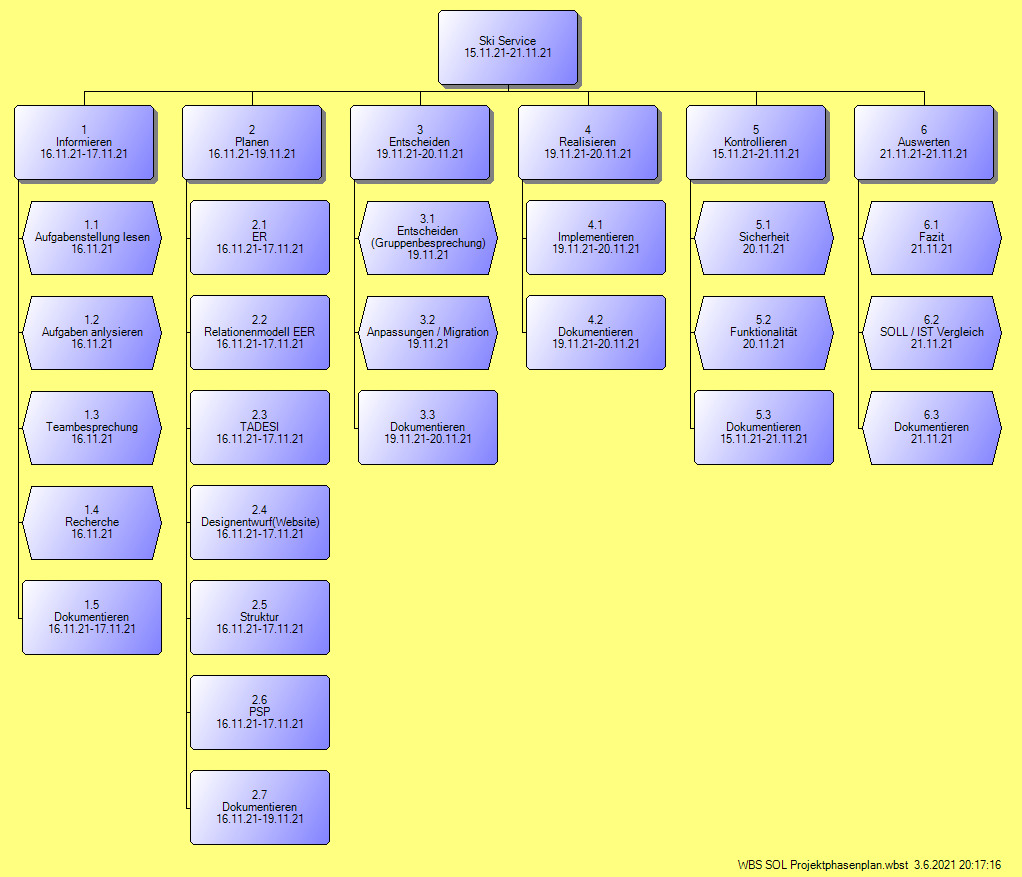 Ski Service
15.11.21-21.11.21
1
Informieren
16.11.21-17.11.21
1.1
Aufgabenstellung lesen
16.11.21
1.2
Aufgaben anlysieren
16.11.21
1.3
Teambesprechung
16.11.21
1.4
Recherche
16.11.21
1.5
Dokumentieren
16.11.21-17.11.21
2
Planen
16.11.21-19.11.21
2.1
ER
16.11.21-17.11.21
2.2
Relationenmodell EER
16.11.21-17.11.21
2.3
TADESI
16.11.21-17.11.21
2.4
Designentwurf(Website)
16.11.21-17.11.21
2.5
Struktur
16.11.21-17.11.21
2.6
PSP
16.11.21-17.11.21
2.7
Dokumentieren
16.11.21-19.11.21
3
Entscheiden
19.11.21-20.11.21
3.1
Entscheiden
(Gruppenbesprechung)
19.11.21
3.2
Anpassungen / Migration
19.11.21
3.3
Dokumentieren
19.11.21-20.11.21
4
Realisieren
19.11.21-20.11.21
4.1
Implementieren
19.11.21-20.11.21
4.2
Dokumentieren
19.11.21-20.11.21
5
Kontrollieren
15.11.21-21.11.21
5.1
Sicherheit
20.11.21
5.2
Funktionalität
20.11.21
5.3
Dokumentieren
15.11.21-21.11.21
6
Auswerten
21.11.21-21.11.21
6.1
Fazit
21.11.21
6.2
SOLL / IST Vergleich
21.11.21
6.3
Dokumentieren
21.11.21
WBS SOL Projektphasenplan.wbst 3.6.2021 20:17:16